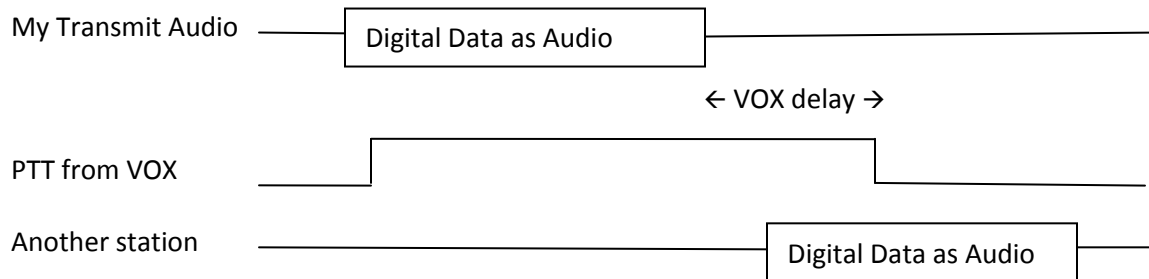 My Transmit Audio
Digital Data as Audio
← VOX delay →
PTT from VOX
Another station
Digital Data as Audio